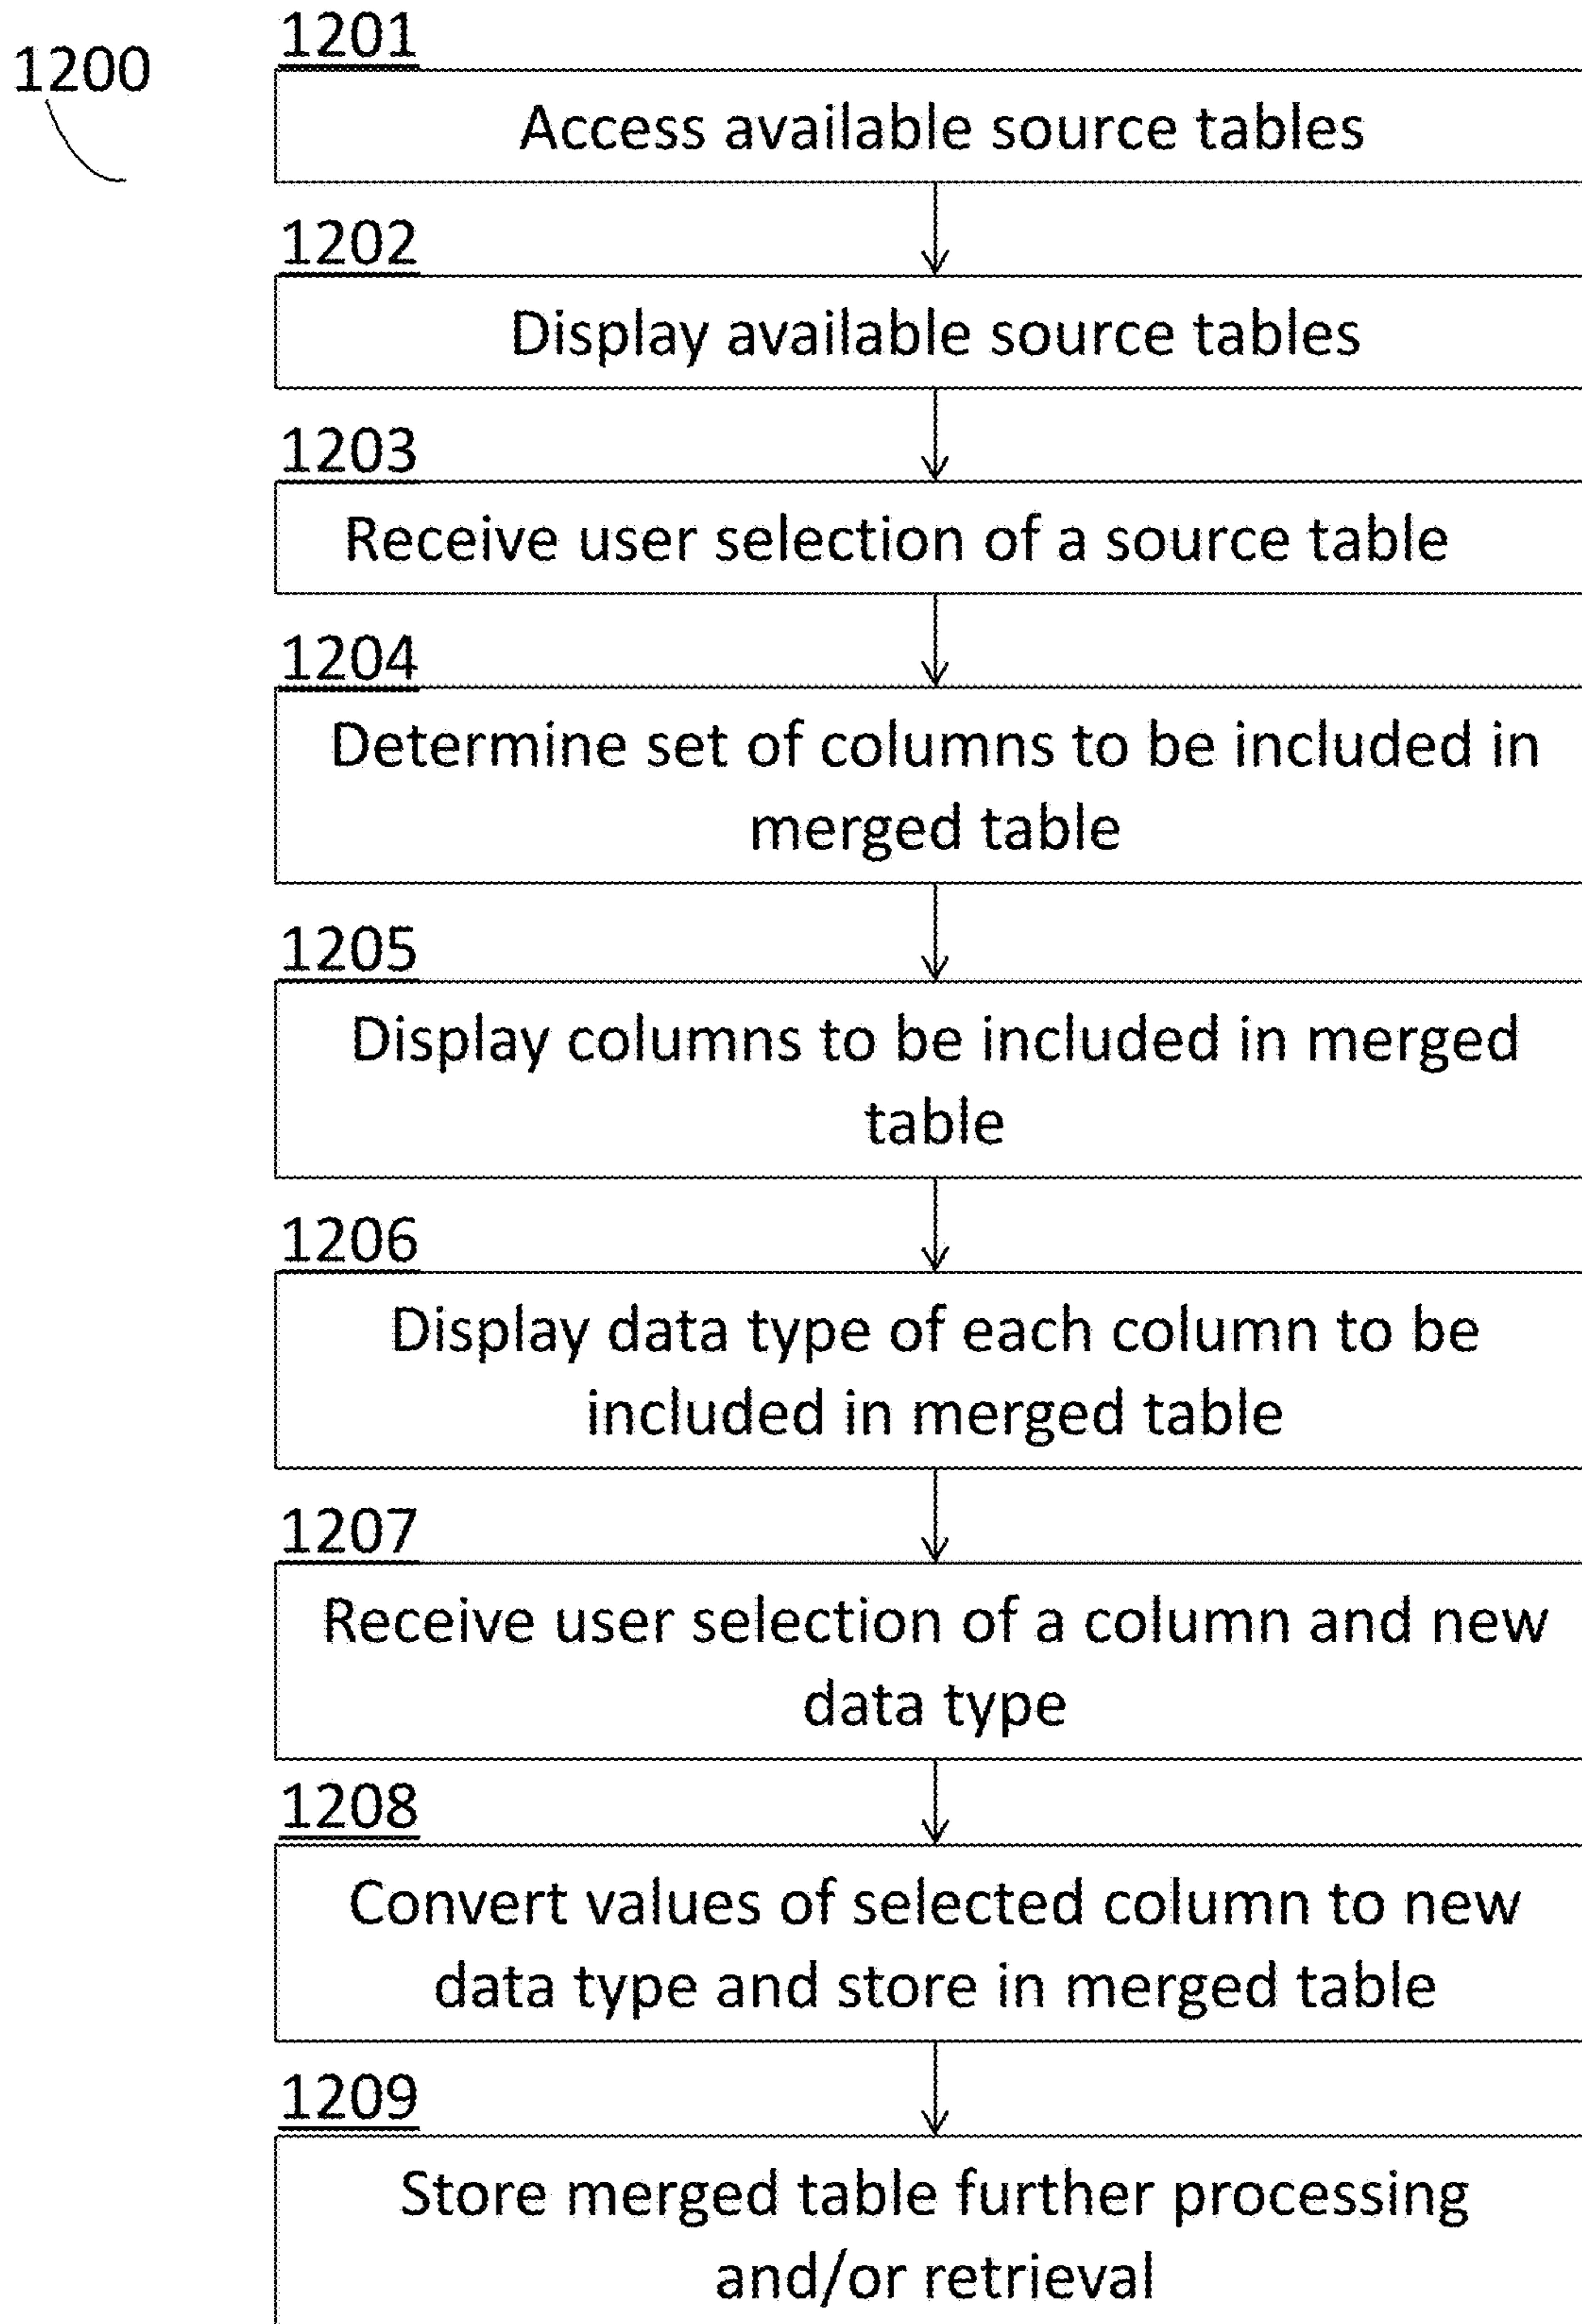 1200
1201
Access available source tables
1202
Display available source tables
1203
Receive user selection of a source table
1204
Determine set of columns to be included in
merged table
1205
Display columns to be included in merged
table
1206
Display data type of each column to be
included in merged table
1207
Receive user selection of a column and new
data type
1208
Convert values of selected column to new
data type and store in merged table
1209
Store merged table further processing
and/or retrieval